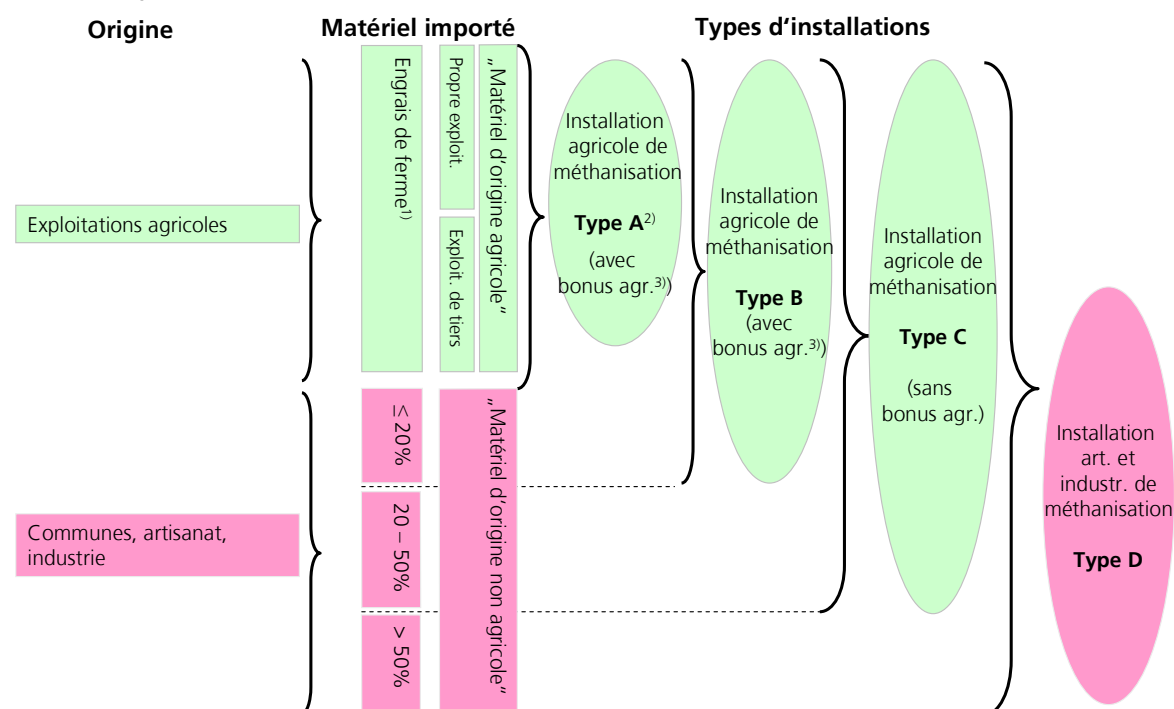 Origine
Matériel importé
Types d'installations
Exploitations agricoles
Communes, artisanat,
industrie
Engrais de ferme1)
Propre exploit.
Exploit. de tiers
„Matériel d'origine agricole“
≤ 20%
20 – 50%
> 50%
„Matériel d'origine non agricole“
Installation
agricole de
méthanisation
Type A2)
(avec
bonus agr.3))
Installation
agricole de
méthanisation
Type B
(avec
bonus agr.3))
Installation
agricole de
méthanisation
Type C
(sans
bonus agr.)
Installation
art. et
industr. de
méthanisation
Type D